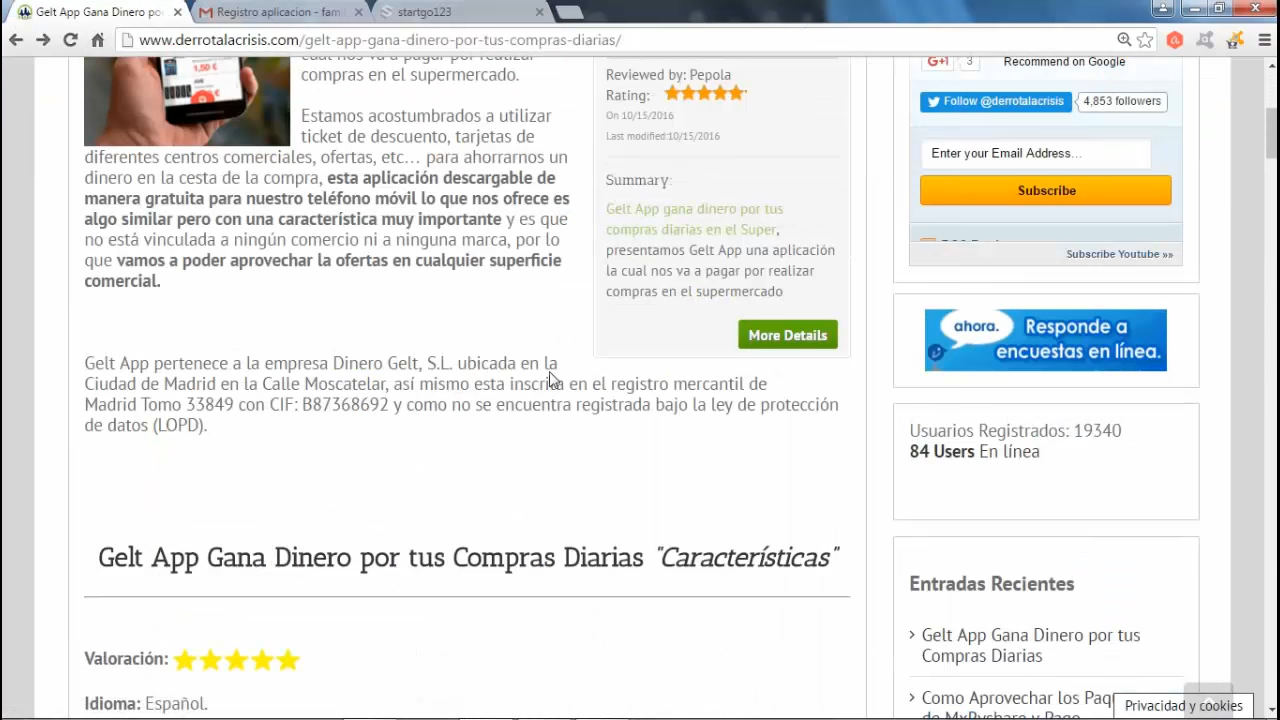 Gelt App Gana Dinero po
Registro aplicacion - fami
startgo123
www.derrotalacrisis.com/gelt-app-gana-dinero-por-tus-compras-diarias/
1,50 €
cual nos va a pagar por realizar
compras en el supermercado.
Estamos acostumbrados a utilizar
ticket de descuento, tarjetas de
diferentes centros comerciales, ofertas, etc… para ahorrarnos un
dinero en la cesta de la compra, esta aplicación descargable de
manera gratuita para nuestro teléfono móvil lo que nos ofrece es
algo similar pero con una característica muy importante y es que
no está vinculada a ningún comercio ni a ninguna marca, por lo
que vamos a poder aprovechar la ofertas en cualquier superficie
comercial.
Gelt App pertenece a la empresa Dinero Gelt, S.L. ubicada en la
Ciudad de Madrid en la Calle Moscatelar, así mismo esta inscrita en el registro mercantil de
Madrid Tomo 33849 con CIF: B87368692 y como no se encuentra registrada bajo la ley de protección
de datos (LOPD).
Gelt App Gana Dinero por tus Compras Diarias "Características"
Valoración:
Idioma: Español.
Reviewed by: Pepola
Rating:
On 10/15/2016
Last modified:10/15/2016
Summary:
Gelt App gana dinero por tus
compras diarias en el Super,
presentamos Gelt App una aplicación
la cual nos va a pagar por realizar
compras en el supermercado
More Details
G+1 3 Recommend on Google
Follow @derrotalacrisis 4,853 followers
Enter your Email Address...
Subscribe
Subscribe Youtube »»
ahora. Responde a
encuestas en línea.
Usuarios Registrados: 19340
84 Users En línea
Entradas Recientes
Gelt App Gana Dinero por tus
Compras Diarias
Como Aprovechar los Pa
Privacidad y cookies